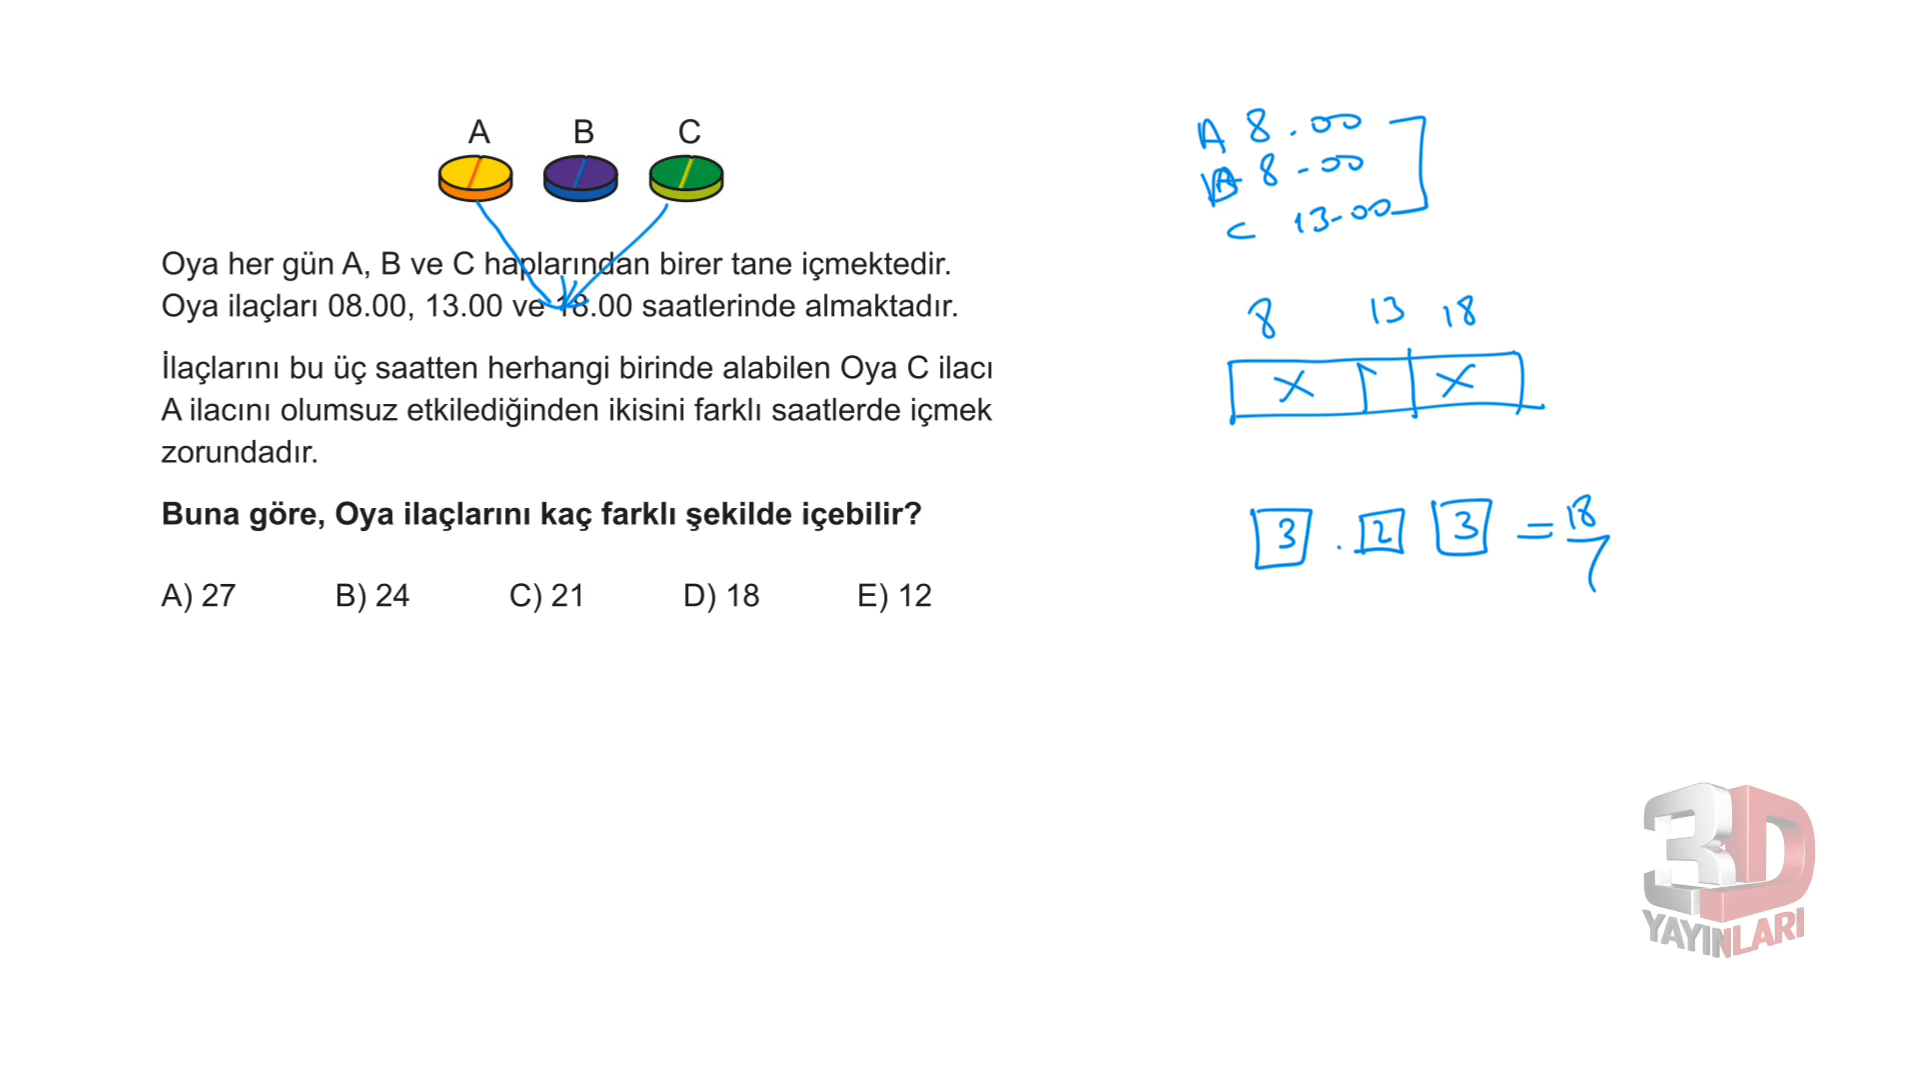 A B C
Oya her gün A, B ve C haplarından birer tane içmektedir.
Oya ilaçları 08.00, 13.00 ve 18.00 saatlerinde almaktadır.
İlaçlarını bu üç saatten herhangi birinde alabilen Oya C ilacı
A ilacını olumsuz etkilediğinden ikisini farklı saatlerde içmek
zorundadır.
Buna göre, Oya ilaçlarını kaç farklı şekilde içebilir?
A) 27 B) 24 C) 21 D) 18 E) 12
A 8.00
B 8-00
C 13-00
8 13 18
X X
3 . 2 3 = 18
3D
YAYINLARI